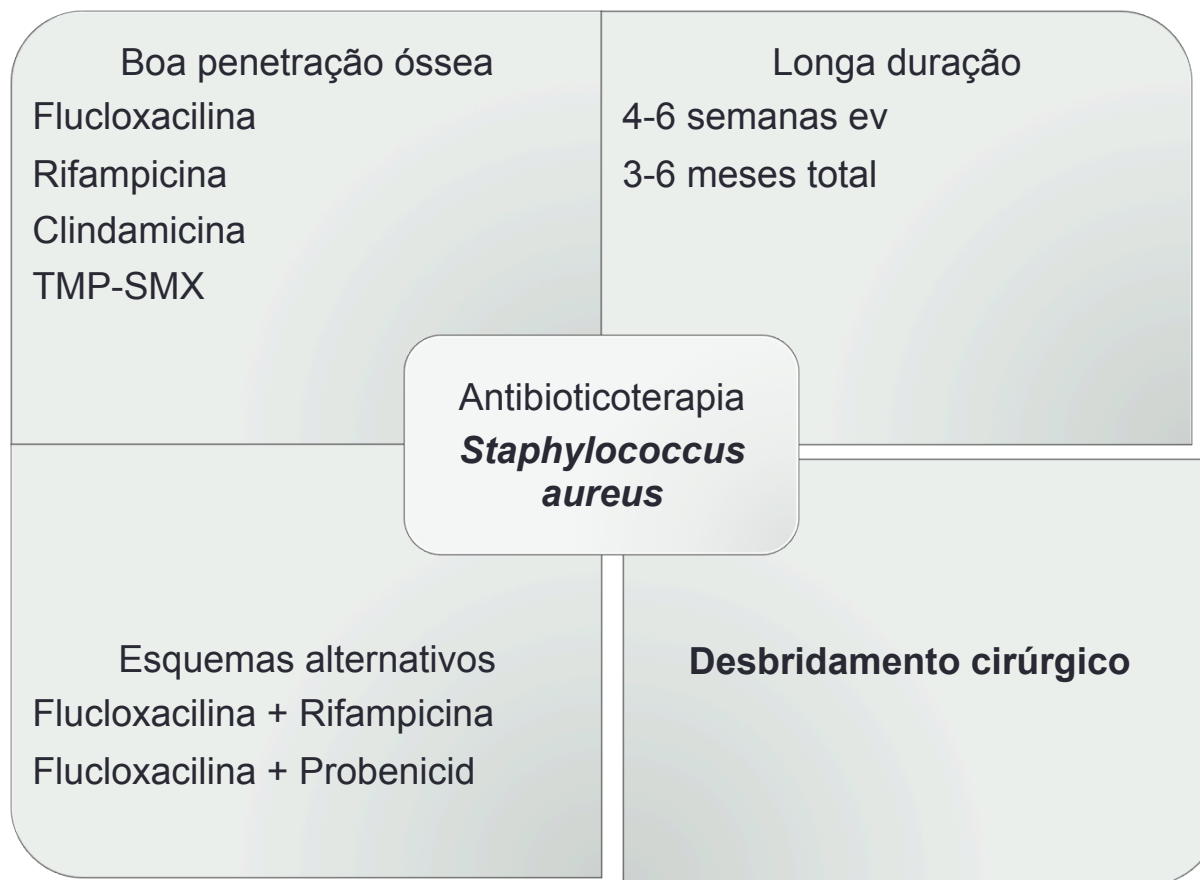 Boa penetração óssea
Flucloxacilina
Rifampicina
Clindamicina
TMP-SMX
Longa duração
4-6 semanas ev
3-6 meses total
Antibioticoterapia
Staphylococcus
aureus
Esquemas alternativos
Flucloxacilina + Rifampicina
Flucloxacilina + Probenicid
Desbridamento cirúrgico